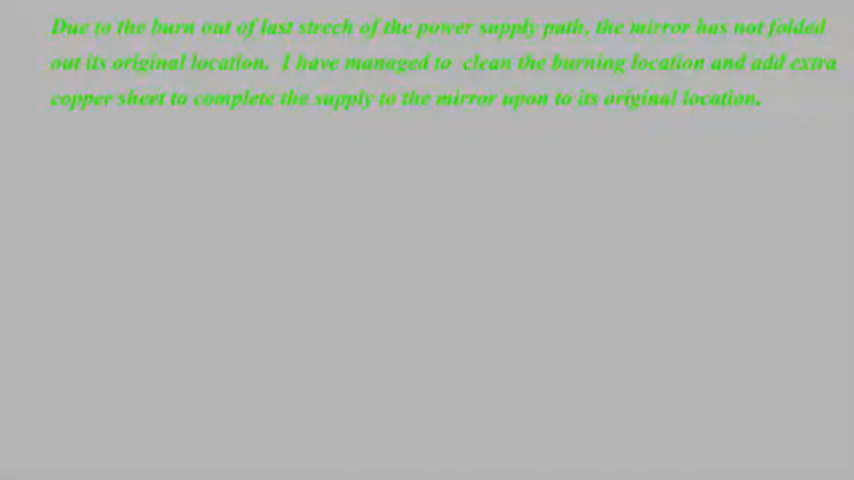 Due to the burn out of last strech of the power supply path, the mirror has not folded
out its original location. I have managed to clean the burning location and add extra
copper sheet to complete the supply to the mirror upon to its original location.